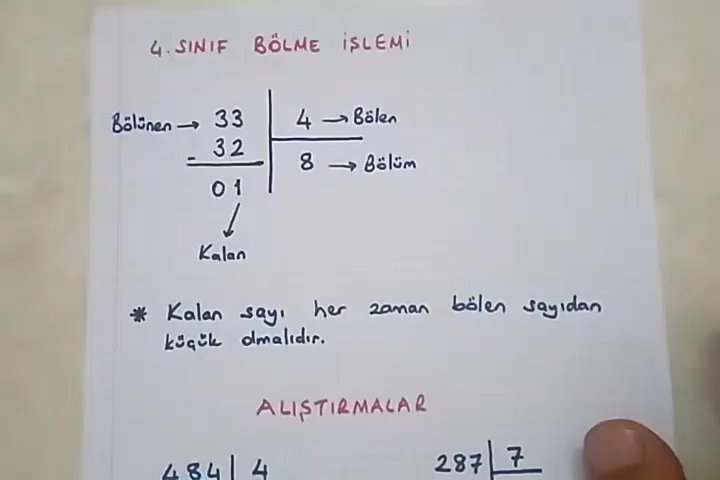 4. SINIF BÖLME İŞLEMİ
Bölünen → 33 4 → Bölen
- 32 8 → Bölüm
01
Kalan
* Kalan sayı her zaman bölen sayıdan
küçük olmalıdır.
ALIŞTIRMALAR
484 4 287 7